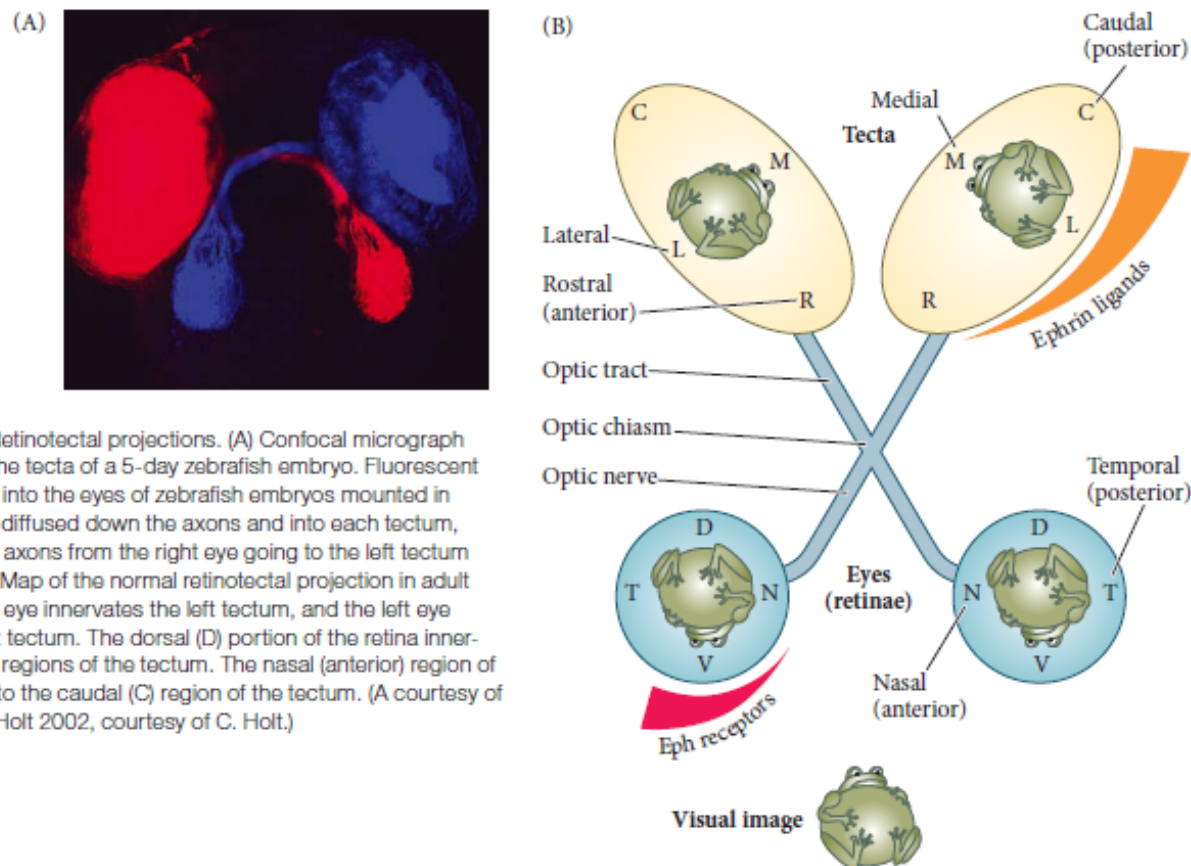 (A)
etinotectal projections. (A) Confocal micrograph
he tecta of a 5-day zebrafish embryo. Fluorescent
into the eyes of zebrafish embryos mounted in
diffused down the axons and into each tectum,
axons from the right eye going to the left tectum
Map of the normal retinotectal projection in adult
eye innervates the left tectum, and the left eye
t tectum. The dorsal (D) portion of the retina inner-
regions of the tectum. The nasal (anterior) region of
to the caudal (C) region of the tectum. (A courtesy of
Holt 2002, courtesy of C. Holt.)
(B)
Caudal
(posterior)
Medial
Tecta
C
M
L
R
C
M
L
R
Lateral
Rostral
(anterior)
Ephrin ligands
Optic tract
Optic chiasm
Optic nerve
Temporal
(posterior)
Eyes
(retinae)
D
T
N
V
D
N
T
V
Nasal
(anterior)
Eph receptors
Visual image